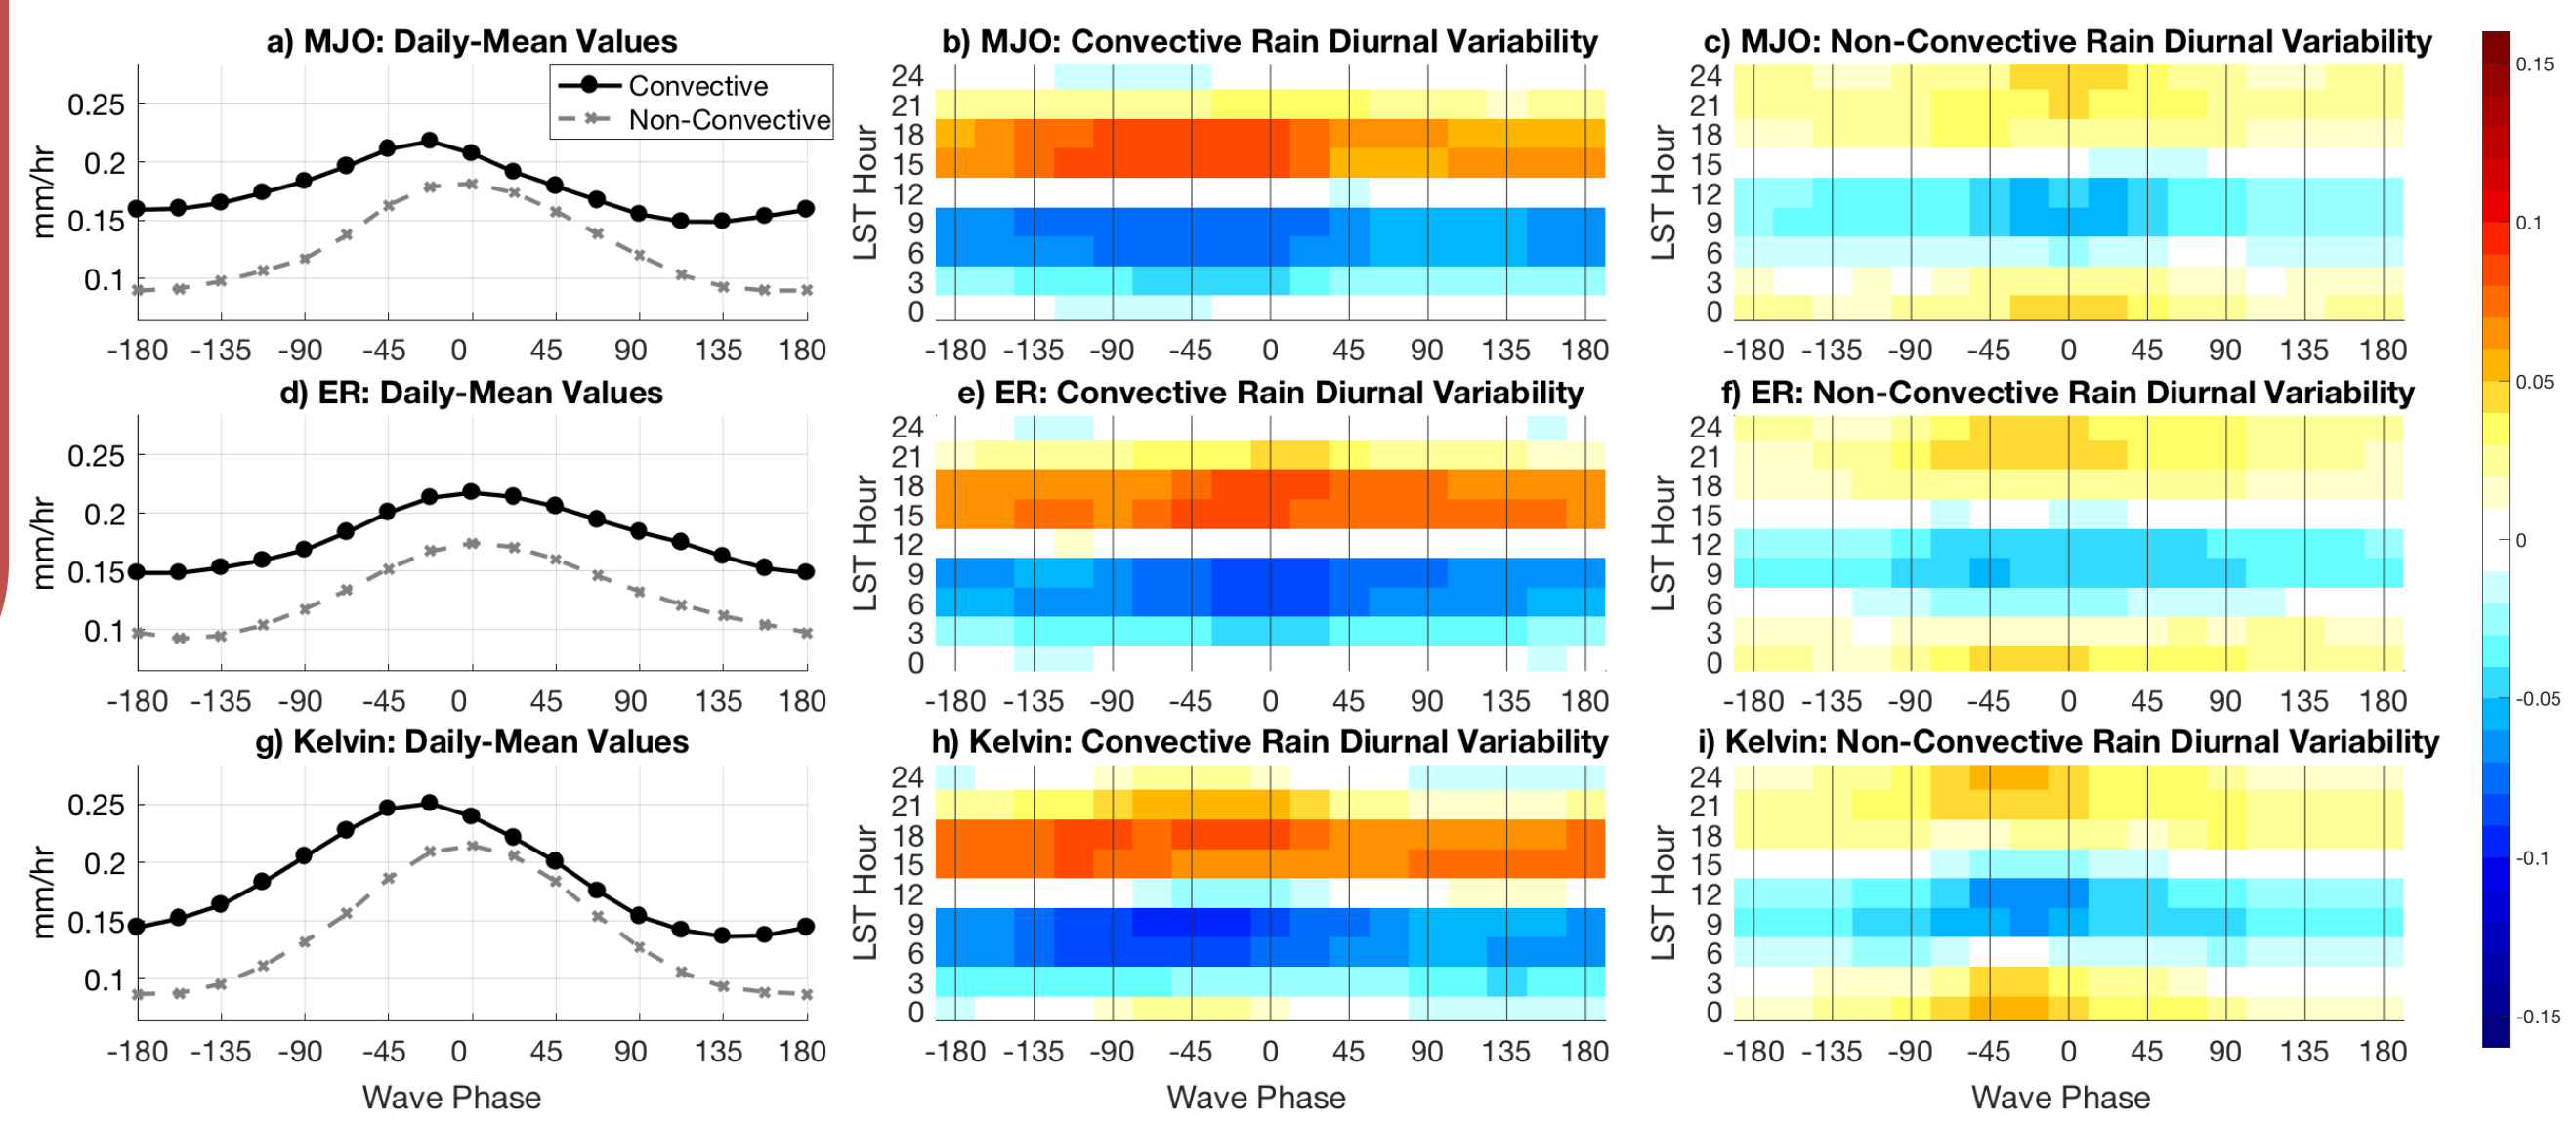 a) MJO: Daily-Mean Values
b) MJO: Convective Rain Diurnal Variability
c) MJO: Non-Convective Rain Diurnal Variability
Convective
Non-Convective
mm/hr
0.25
0.2
0.15
0.1
-180 -135 -90 -45 0 45 90 135 180
LST Hour
24
21
18
15
12
9
6
3
0
-180 -135 -90 -45 0 45 90 135 180
LST Hour
24
21
18
15
12
9
6
3
0
-180 -135 -90 -45 0 45 90 135 180
d) ER: Daily-Mean Values
e) ER: Convective Rain Diurnal Variability
f) ER: Non-Convective Rain Diurnal Variability
mm/hr
0.25
0.2
0.15
0.1
-180 -135 -90 -45 0 45 90 135 180
LST Hour
24
21
18
15
12
9
6
3
0
-180 -135 -90 -45 0 45 90 135 180
LST Hour
24
21
18
15
12
9
6
3
0
-180 -135 -90 -45 0 45 90 135 180
g) Kelvin: Daily-Mean Values
h) Kelvin: Convective Rain Diurnal Variability
i) Kelvin: Non-Convective Rain Diurnal Variability
mm/hr
0.25
0.2
0.15
0.1
-180 -135 -90 -45 0 45 90 135 180
Wave Phase
LST Hour
24
21
18
15
12
9
6
3
0
-180 -135 -90 -45 0 45 90 135 180
Wave Phase
LST Hour
24
21
18
15
12
9
6
3
0
-180 -135 -90 -45 0 45 90 135 180
Wave Phase
0.15
0.1
0.05
0
-0.05
-0.1
-0.15